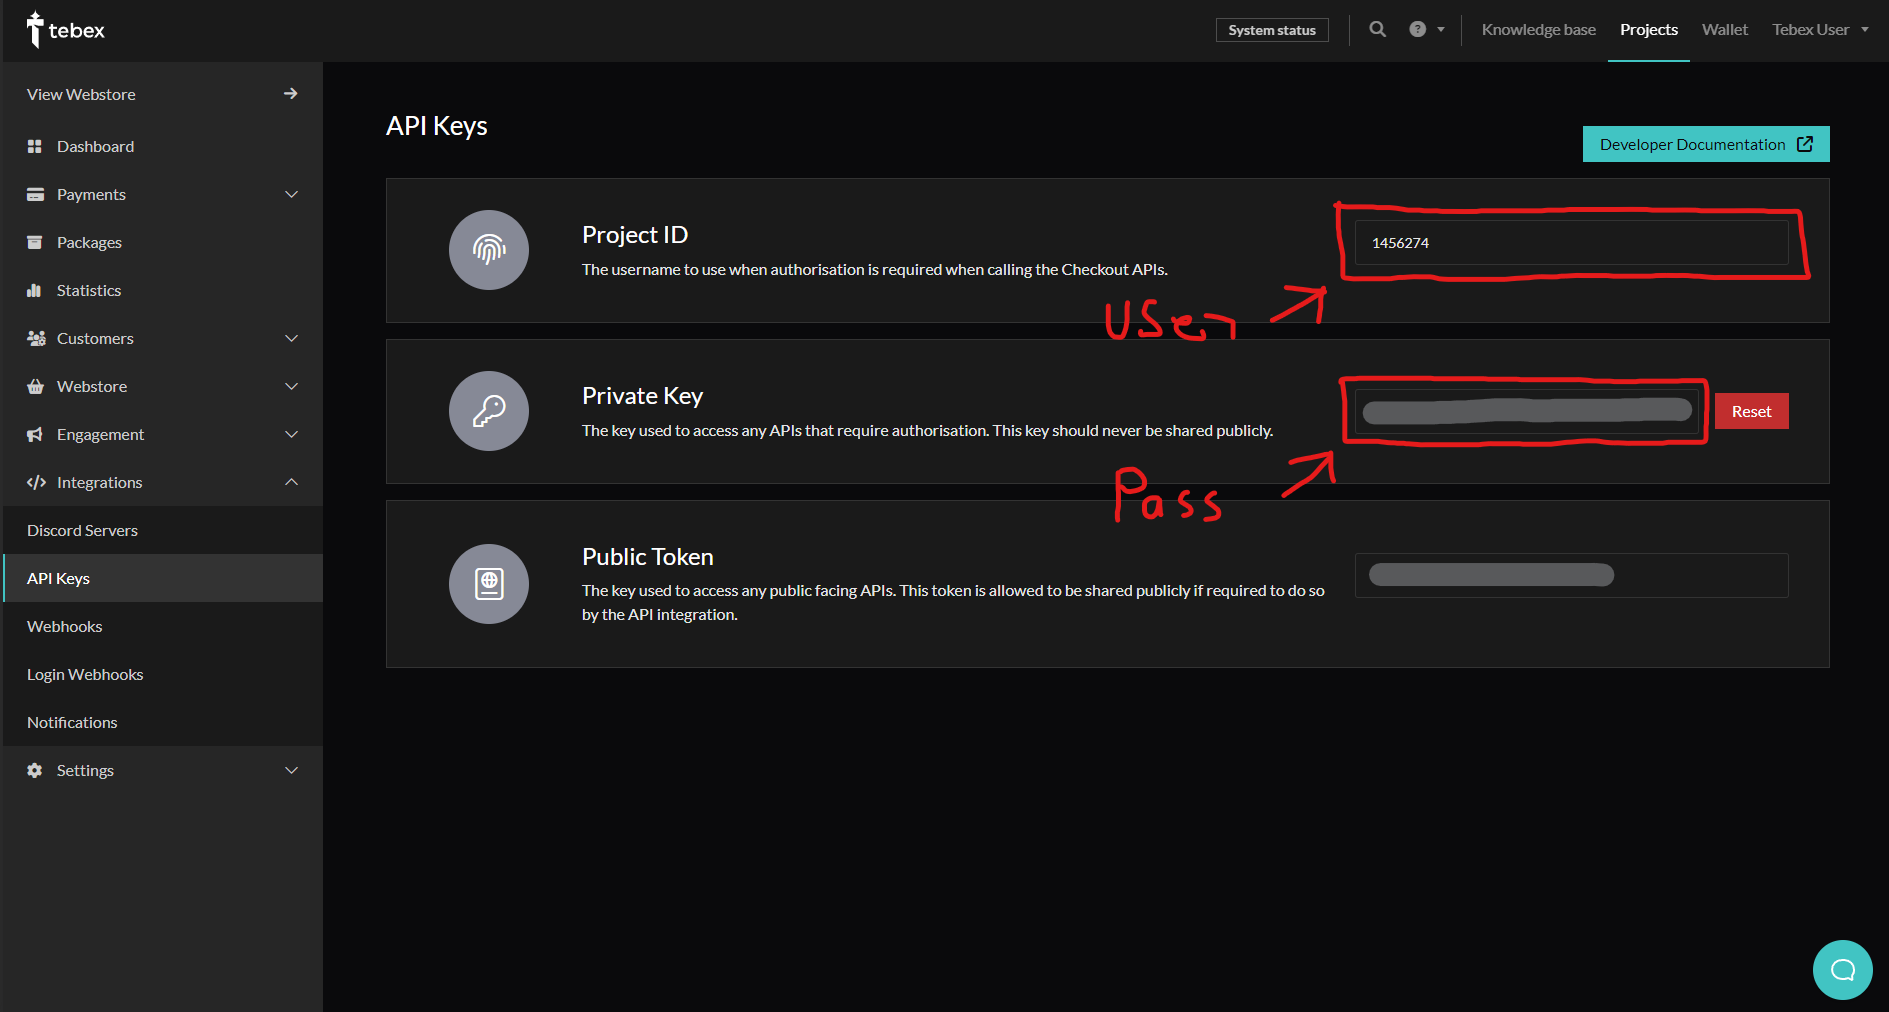 tebex
System status
?
Knowledge base
Projects
Wallet
Tebex User
View Webstore
Dashboard
Payments
Packages
Statistics
Customers
Webstore
Engagement
Integrations
Discord Servers
API Keys
Webhooks
Login Webhooks
Notifications
Settings
API Keys
Developer Documentation
Project ID
The username to use when authorisation is required when calling the Checkout APIs.
1456274
User
Private Key
The key used to access any APIs that require authorisation. This key should never be shared publicly.
Reset
Pass
Public Token
The key used to access any public facing APIs. This token is allowed to be shared publicly if required to do so
by the API integration.